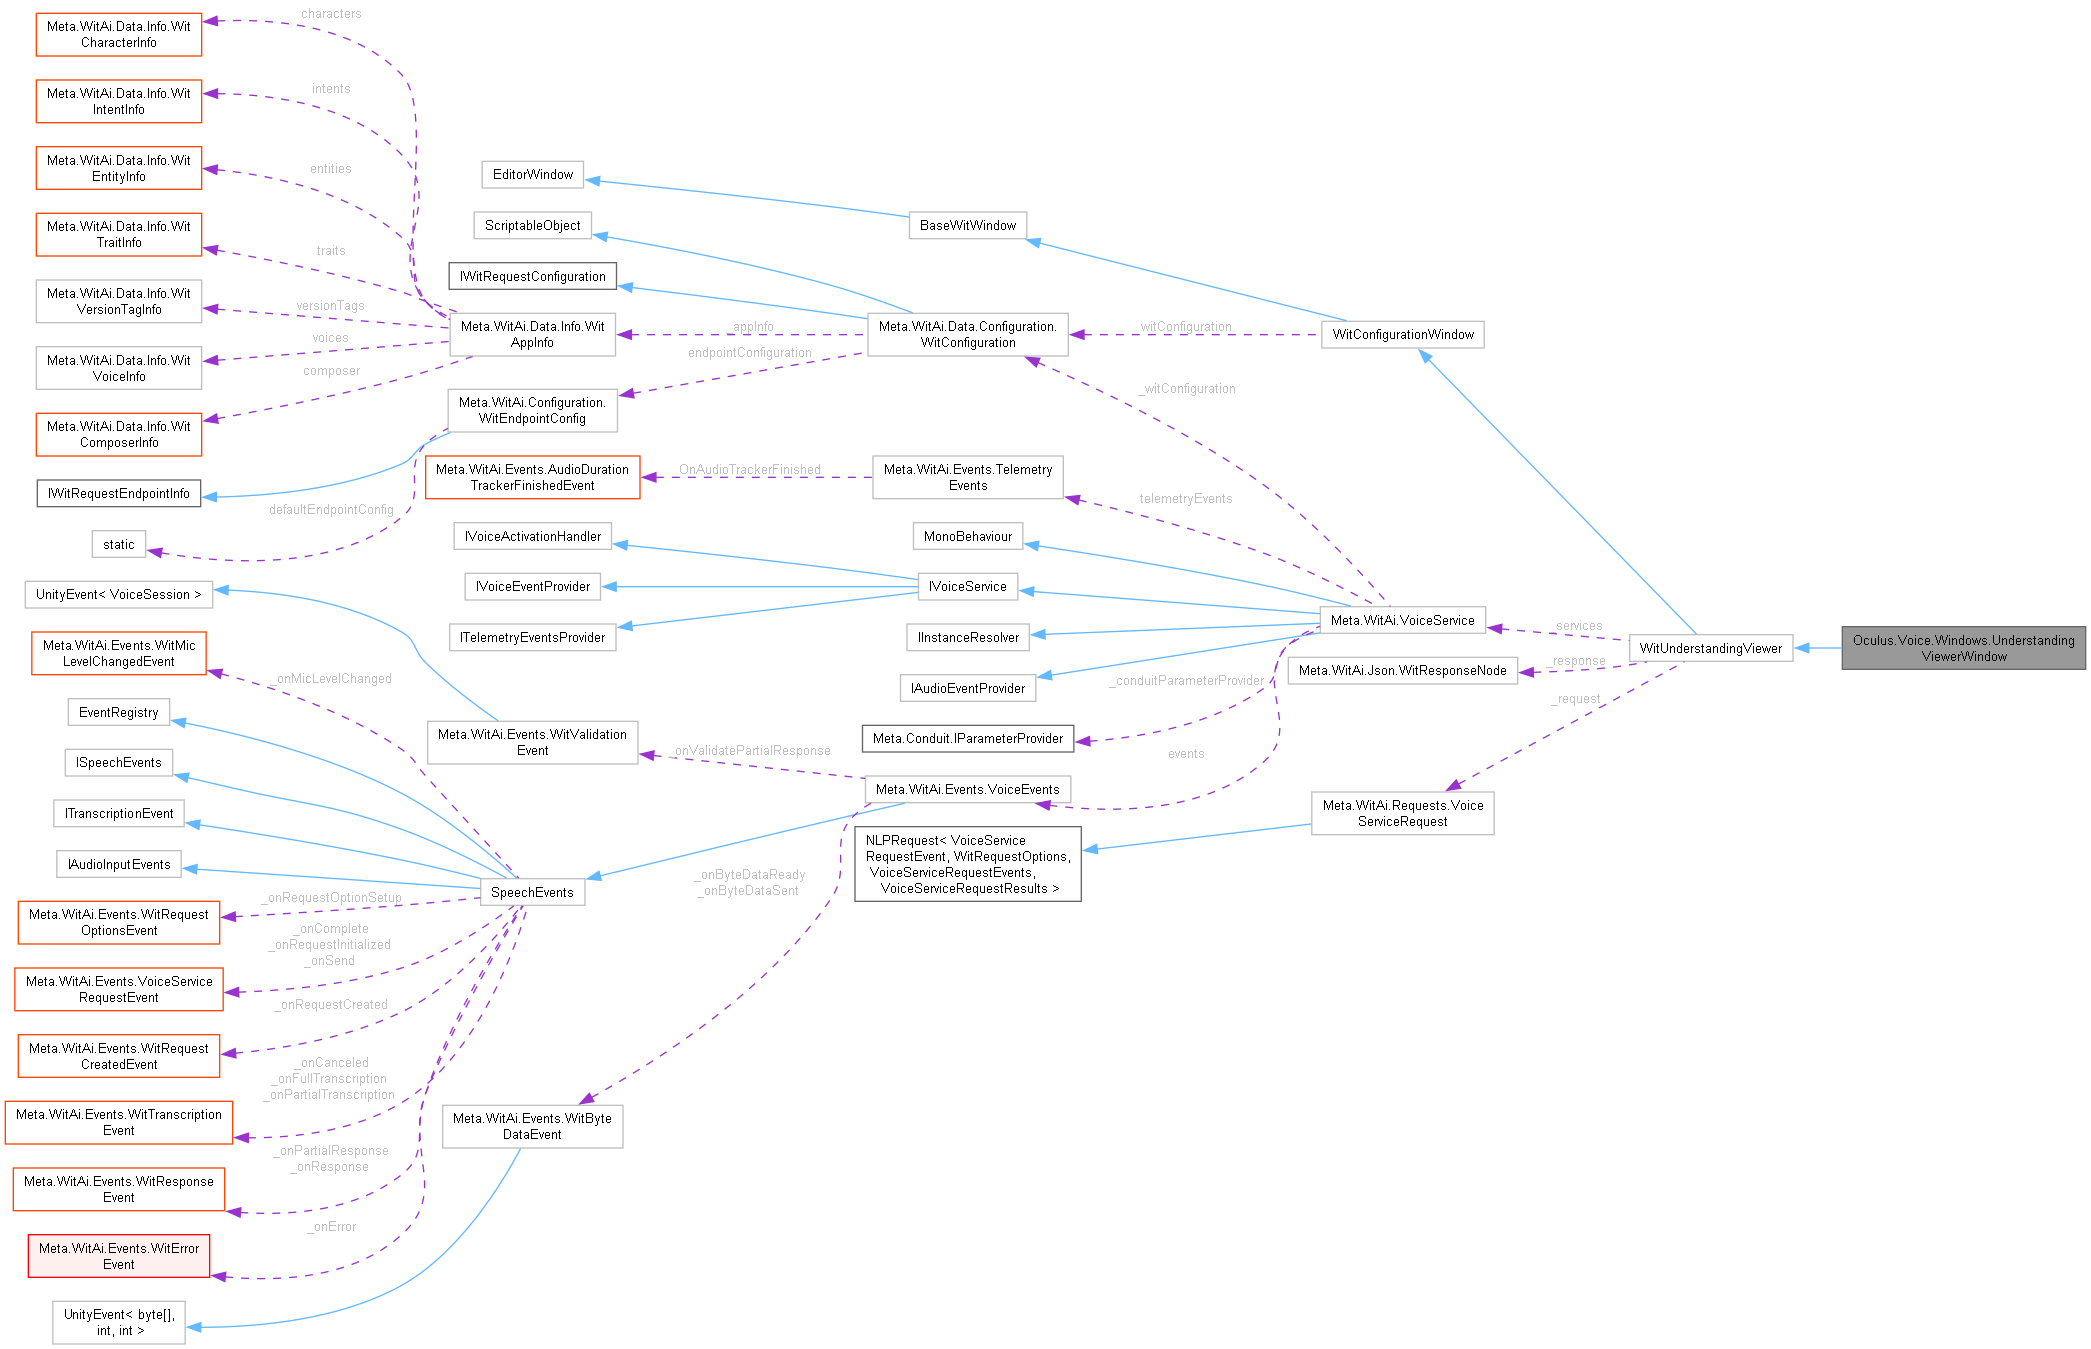 characters
Meta.WitAi.Data.Info.Wit
CharacterInfo
intents
Meta.WitAi.Data.Info.Wit
IntentInfo
entities
Meta.WitAi.Data.Info.Wit
EntityInfo
traits
Meta.WitAi.Data.Info.Wit
TraitInfo
versionTags
Meta.WitAi.Data.Info.Wit
VersionTagInfo
voices
Meta.WitAi.Data.Info.Wit
VoiceInfo
composer
Meta.WitAi.Data.Info.Wit
ComposerInfo
IWitRequestEndpointInfo
defaultEndpointConfig
static
UnityEvent< VoiceSession >
Meta.WitAi.Events.WitMic
LevelChangedEvent
_onMicLevelChanged
EventRegistry
ISpeechEvents
ITranscriptionEvent
IAudioInputEvents
_onRequestOptionSetup
Meta.WitAi.Events.WitRequest
OptionsEvent
_onComplete
_onRequestInitialized
_onSend
Meta.WitAi.Events.VoiceService
RequestEvent
_onRequestCreated
Meta.WitAi.Events.WitRequest
CreatedEvent
_onCanceled
_onFullTranscription
_onPartialTranscription
Meta.WitAi.Events.WitTranscription
Event
_onPartialResponse
_onResponse
Meta.WitAi.Events.WitResponse
Event
_onError
Meta.WitAi.Events.WitError
Event
UnityEvent< byte[],
int, int >
EditorWindow
ScriptableObject
IWitRequestConfiguration
Meta.WitAi.Data.Info.Wit
AppInfo
Meta.WitAi.Configuration.
WitEndpointConfig
Meta.WitAi.Events.AudioDuration
TrackerFinishedEvent
IVoiceActivationHandler
IVoiceEventProvider
ITelemetryEventsProvider
Meta.WitAi.Events.WitValidation
Event
SpeechEvents
Meta.WitAi.Events.WitByte
DataEvent
appInfo
endpointConfiguration
OnAudioTrackerFinished
_onValidatePartialResponse
_onByteDataReady
_onByteDataSent
BaseWitWindow
Meta.WitAi.Data.Configuration.
WitConfiguration
Meta.WitAi.Events.Telemetry
Events
MonoBehaviour
IVoiceService
IInstanceResolver
IAudioEventProvider
Meta.Conduit.IParameterProvider
Meta.WitAi.Events.VoiceEvents
NLPRequest< VoiceService
RequestEvent, WitRequestOptions,
VoiceServiceRequestEvents,
VoiceServiceRequestResults >
witConfiguration
_witConfiguration
telemetryEvents
_conduitParameterProvider
events
WitConfigurationWindow
Meta.WitAi.VoiceService
Meta.WitAi.Json.WitResponseNode
Meta.WitAi.Requests.Voice
ServiceRequest
_services
_response
_request
WitUnderstandingViewer
Oculus.Voice.Windows.Understanding
ViewerWindow